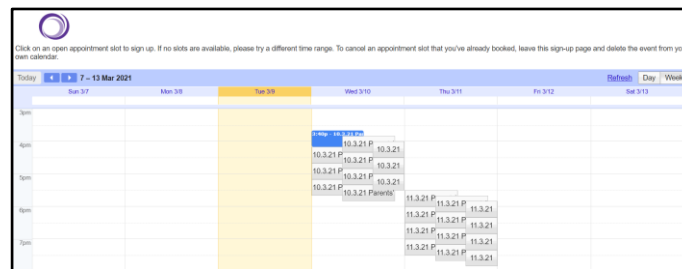 Click on an open appointment slot to sign up. If no slots are available, please try a different time range. To cancel an appointment slot that you've already booked, leave this sign-up page and delete the event from yo
own calendar.
Today 7 – 13 Mar 2021 Refresh Day Week
Sun 3/7 Mon 3/8 Tue 3/9 Wed 3/10 Thu 3/11 Fri 3/12 Sat 3/13
3pm
3:40p - 10.3.21 Pa
4pm 10.3.21 P 10.3.21
10.3.21 P 10.3.21 P
10.3.21
10.3.21 P 10.3.21 P
5pm 10.3.21
10.3.21 P 10.3.21 Parents'
11.3.21 P 11.3.21 P
6pm 11.3.21
11.3.21 P 11.3.21 P
11.3.21
11.3.21 P 11.3.21 P
7pm 11.3.21
11.3.21 P 11.3.21 P
11.3.21